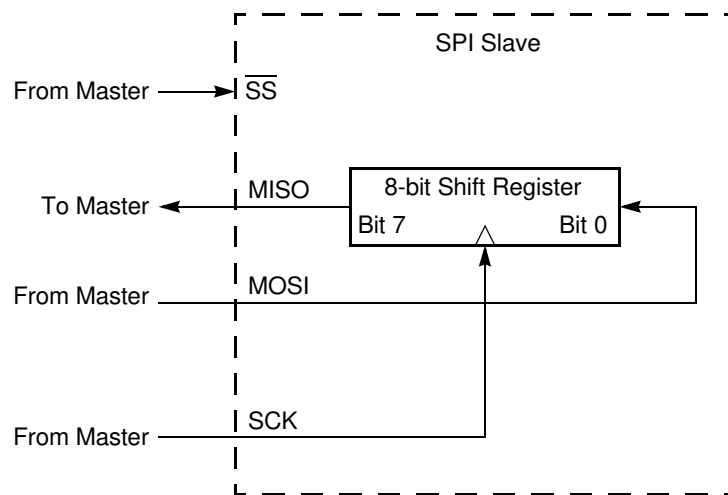 SPI Slave
From Master
S̅S̅
To Master
MISO
8-bit Shift Register
Bit 7
Bit 0
From Master
MOSI
From Master
SCK